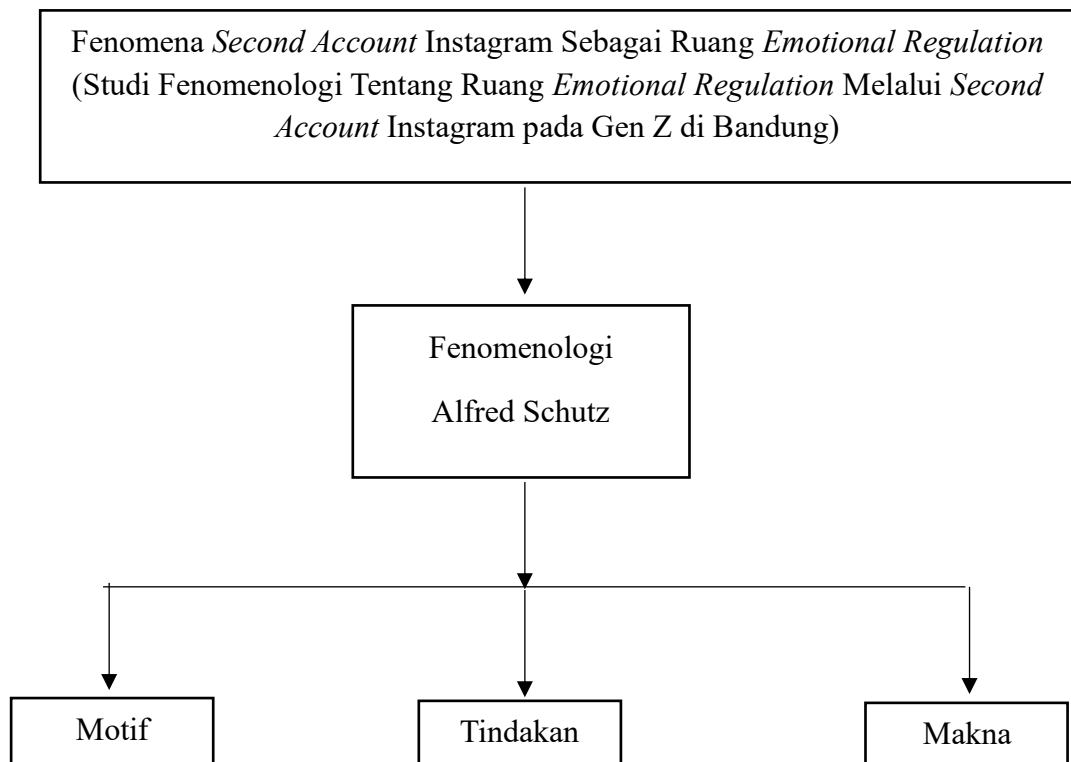 Fenomena Second Account Instagram Sebagai Ruang Emotional Regulation
(Studi Fenomenologi Tentang Ruang Emotional Regulation Melalui Second
Account Instagram pada Gen Z di Bandung)
Fenomenologi
Alfred Schutz
Motif
Tindakan
Makna